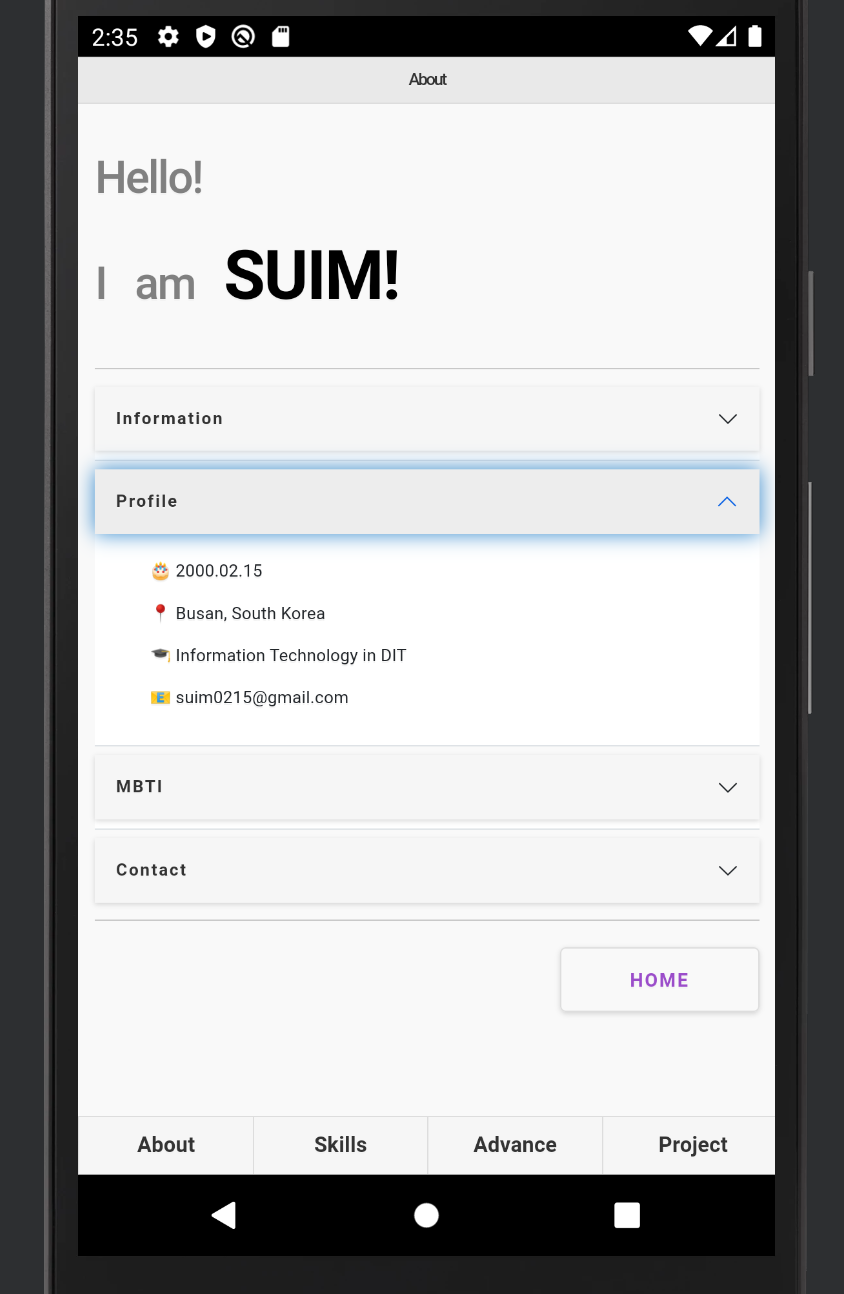 2:35
About
Hello!
I am SUIM!
Information
Profile
2000.02.15
Busan, South Korea
Information Technology in DIT
suim0215@gmail.com
MBTI
Contact
HOME
About Skills Advance Project